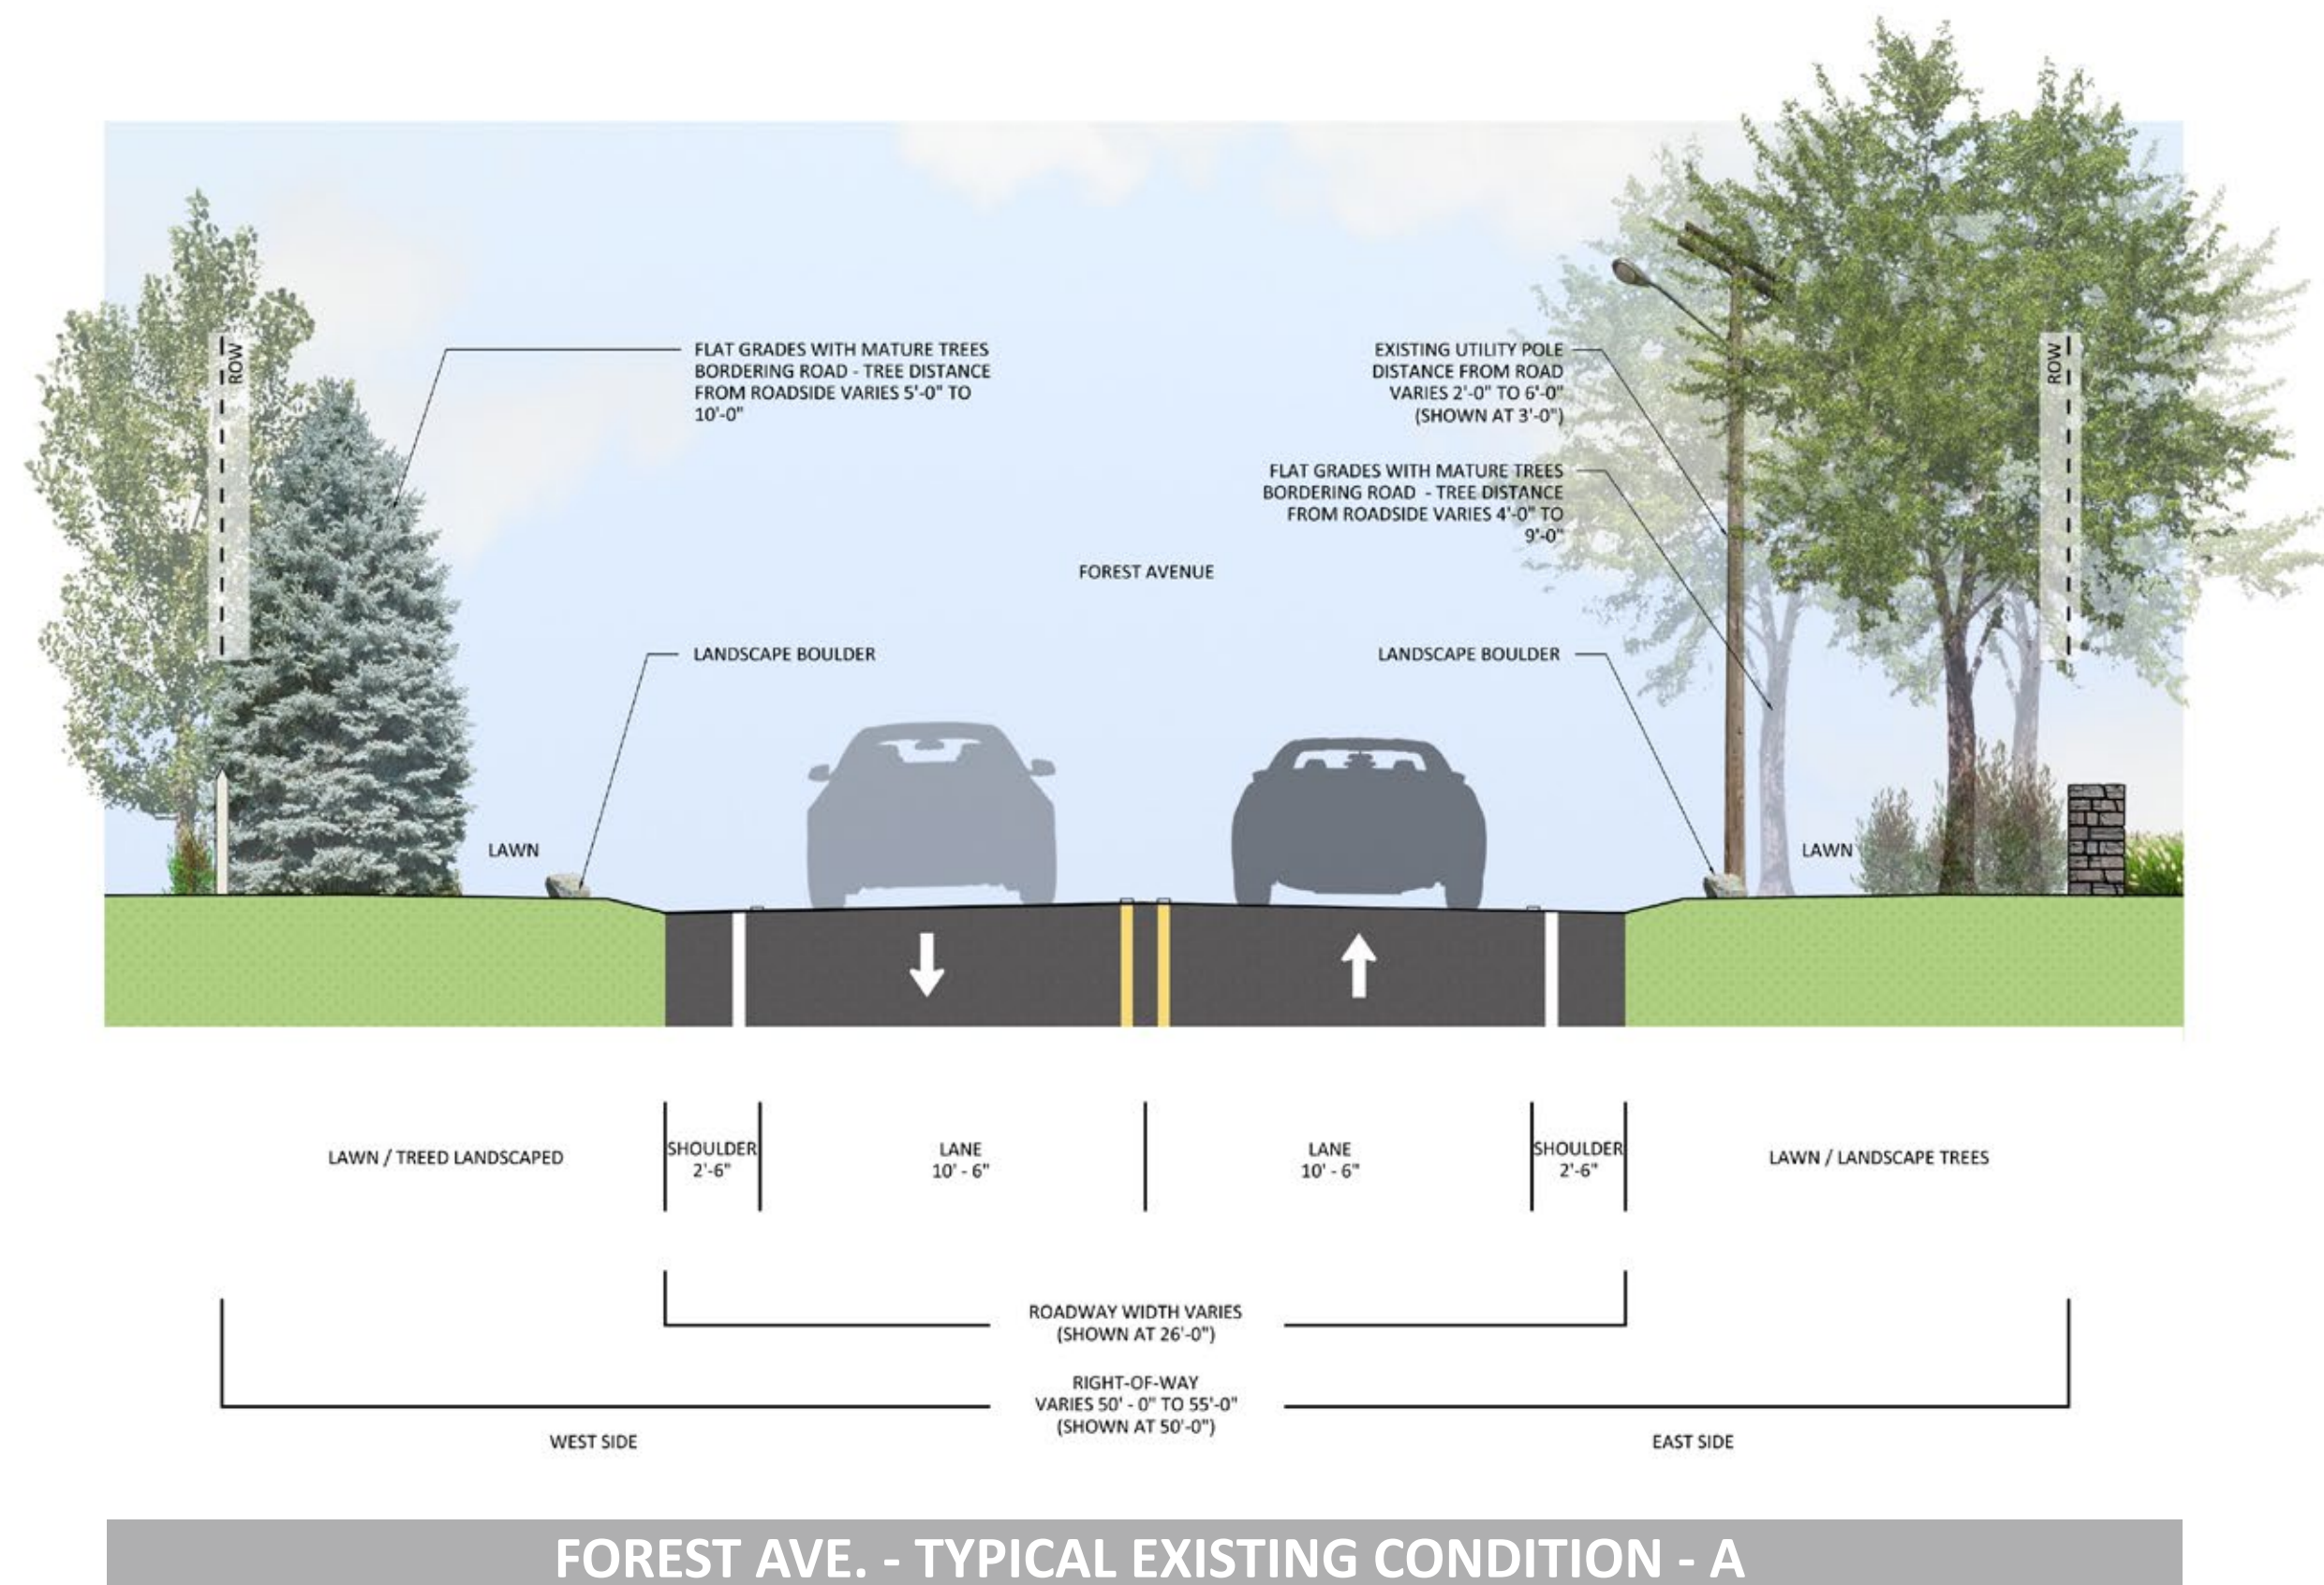 ROW
FLAT GRADES WITH MATURE TREES
BORDERING ROAD - TREE DISTANCE
FROM ROADSIDE VARIES 5'-0" TO
10'-0"
EXISTING UTILITY POLE
DISTANCE FROM ROAD
VARIES 2'-0" TO 6'-0"
(SHOWN AT 3'-0")
ROW
FLAT GRADES WITH MATURE TREES
BORDERING ROAD - TREE DISTANCE
FROM ROADSIDE VARIES 4'-0" TO
9'-0"
FOREST AVENUE
LANDSCAPE BOULDER
LANDSCAPE BOULDER
LAWN
LAWN
LAWN / TREED LANDSCAPED
SHOULDER
2'-6"
LANE
10' - 6"
LANE
10' - 6"
SHOULDER
2'-6"
LAWN / LANDSCAPE TREES
ROADWAY WIDTH VARIES
(SHOWN AT 26'-0")
RIGHT-OF-WAY
VARIES 50' - 0" TO 55'-0"
(SHOWN AT 50'-0")
WEST SIDE
EAST SIDE
FOREST AVE. - TYPICAL EXISTING CONDITION - A